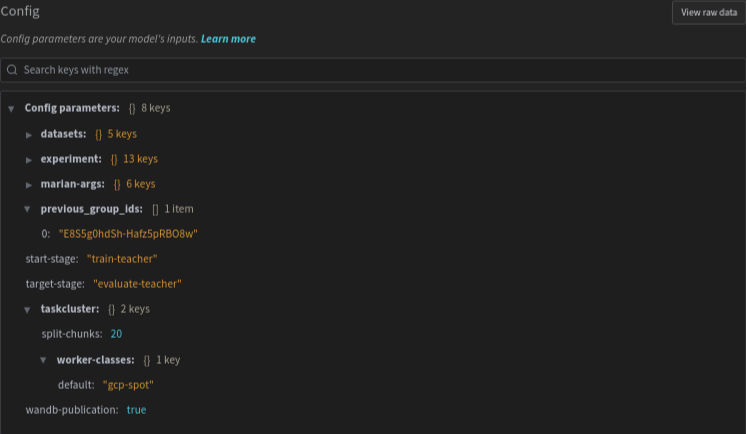 Config
View raw data
Config parameters are your model's inputs. Learn more
Search keys with regex
Config parameters: {} 8 keys
datasets: {} 5 keys
experiment: {} 13 keys
marian-args: {} 6 keys
previous_group_ids: [] 1 item
0: "E8S5g0hdSh-Hafz5pRBO8w"
start-stage: "train-teacher"
target-stage: "evaluate-teacher"
taskcluster: {} 2 keys
split-chunks: 20
worker-classes: {} 1 key
default: "gcp-spot"
wandb-publication: true